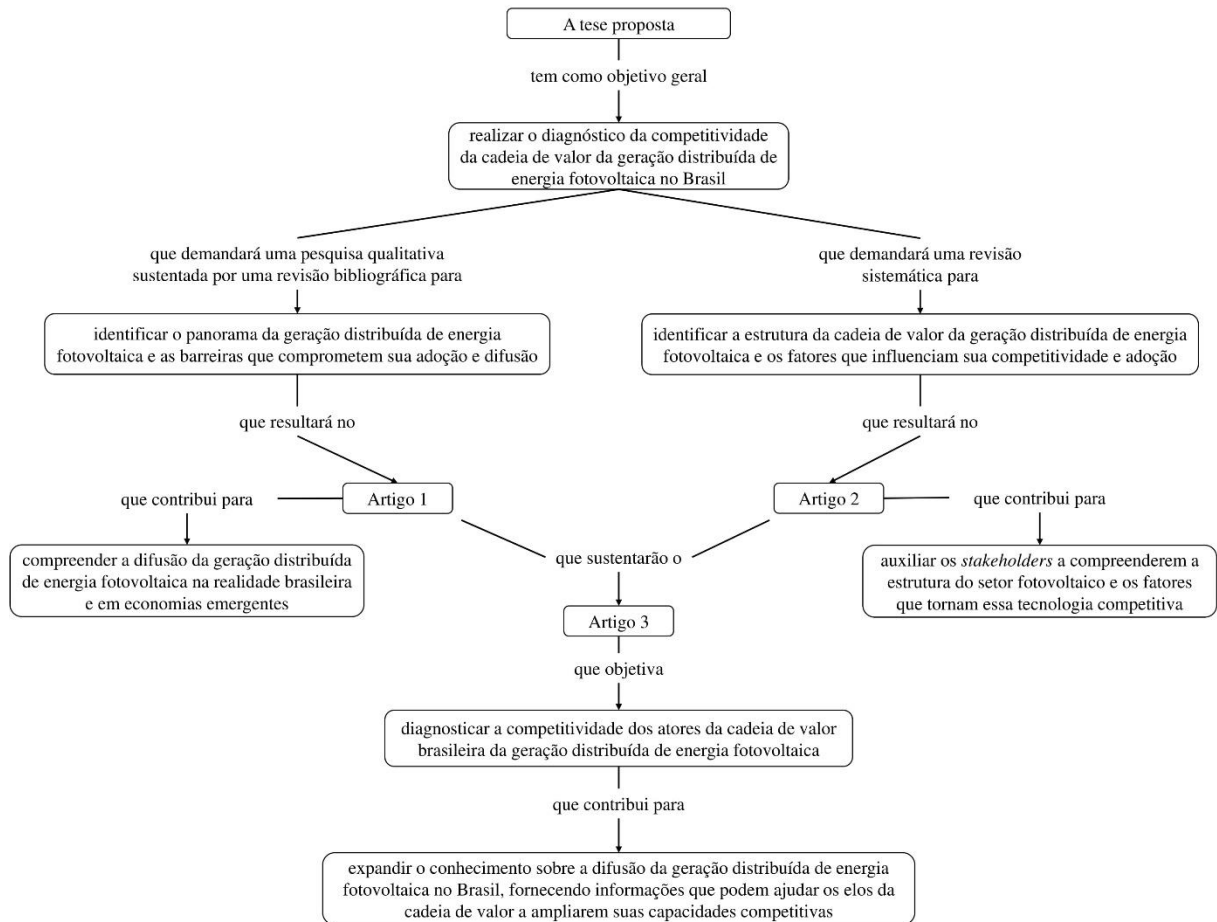 A tese proposta
tem como objetivo geral
realizar o diagnóstico da competitividade
da cadeia de valor da geração distribuída de
energia fotovoltaica no Brasil
que demandará uma pesquisa qualitativa
sustentada por uma revisão bibliográfica para
que demandará uma revisão
sistemática para
identificar o panorama da geração distribuída de energia
fotovoltaica e as barreiras que comprometem sua adoção e difusão
identificar a estrutura da cadeia de valor da geração distribuída de energia
fotovoltaica e os fatores que influenciam sua competitividade e adoção
que resultará no
que resultará no
que contribui para
Artigo 1
Artigo 2
que contribui para
compreender a difusão da geração distribuída
de energia fotovoltaica na realidade brasileira
e em economias emergentes
que sustentarão o
auxiliar os stakeholders a compreenderem a
estrutura do setor fotovoltaico e os fatores
que tornam essa tecnologia competitiva
Artigo 3
que objetiva
diagnosticar a competitividade dos atores da cadeia de valor
brasileira da geração distribuída de energia fotovoltaica
que contribui para
expandir o conhecimento sobre a difusão da geração distribuída de energia
fotovoltaica no Brasil, fornecendo informações que podem ajudar os elos da
cadeia de valor a ampliarem suas capacidades competitivas